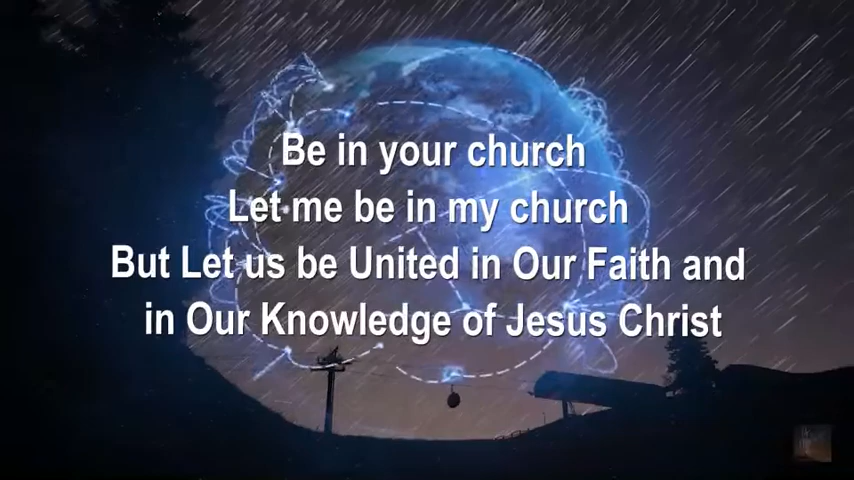 Be in your church
Let me be in my church
But Let us be United in Our Faith and
in Our Knowledge of Jesus Christ